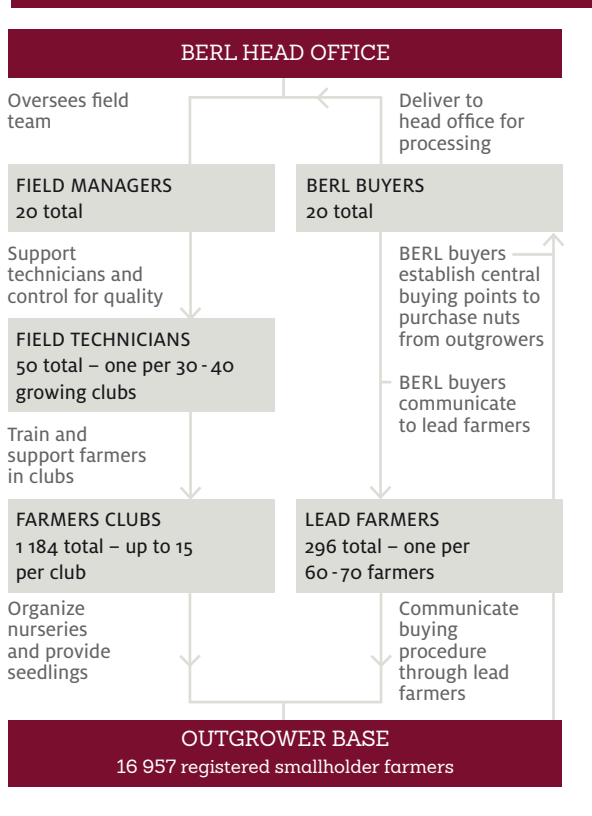 BERL HEAD OFFICE
Oversees field
team
Deliver to
head office for
processing
FIELD MANAGERS
20 total
BERL BUYERS
20 total
Support
technicians and
control for quality
BERL buyers
establish central
buying points to
purchase nuts
from outgrowers
FIELD TECHNICIANS
50 total – one per 30 - 40
growing clubs
BERL buyers
communicate
to lead farmers
Train and
support farmers
in clubs
FARMERS CLUBS
1 184 total – up to 15
per club
LEAD FARMERS
296 total – one per
60 - 70 farmers
Organize
nurseries
and provide
seedlings
Communicate
buying
procedure
through lead
farmers
OUTGROWER BASE
16 957 registered smallholder farmers